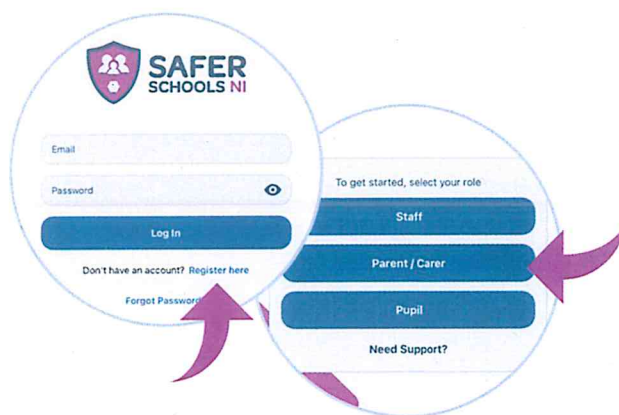 SAFER
SCHOOLS NI
Email
Password
Log In
Don't have an account? Register here
Forgot Password
To get started, select your role
Staff
Parent / Carer
Pupil
Need Support?